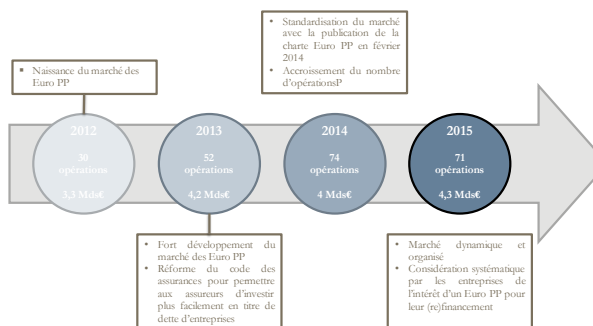 • Standardisation du marché
avec la publication de la
charte Euro PP en février
2014
• Accroissement du nombre
d'opérationsP
▪ Naissance du marché des
Euro PP
2012
30
opérations
3,3 Mds€
2013
52
opérations
4,2 Mds€
2014
74
opérations
4 Mds€
2015
71
opérations
4,3 Mds€
• Fort développement du
marché des Euro PP
• Réforme du code des
assurances pour permettre
aux assureurs d'investir
plus facilement en titre de
dette d'entreprises
• Marché dynamique et
organisé
• Considération systématique
par les entreprises de
l'intérêt d'un Euro PP pour
leur (re)financement